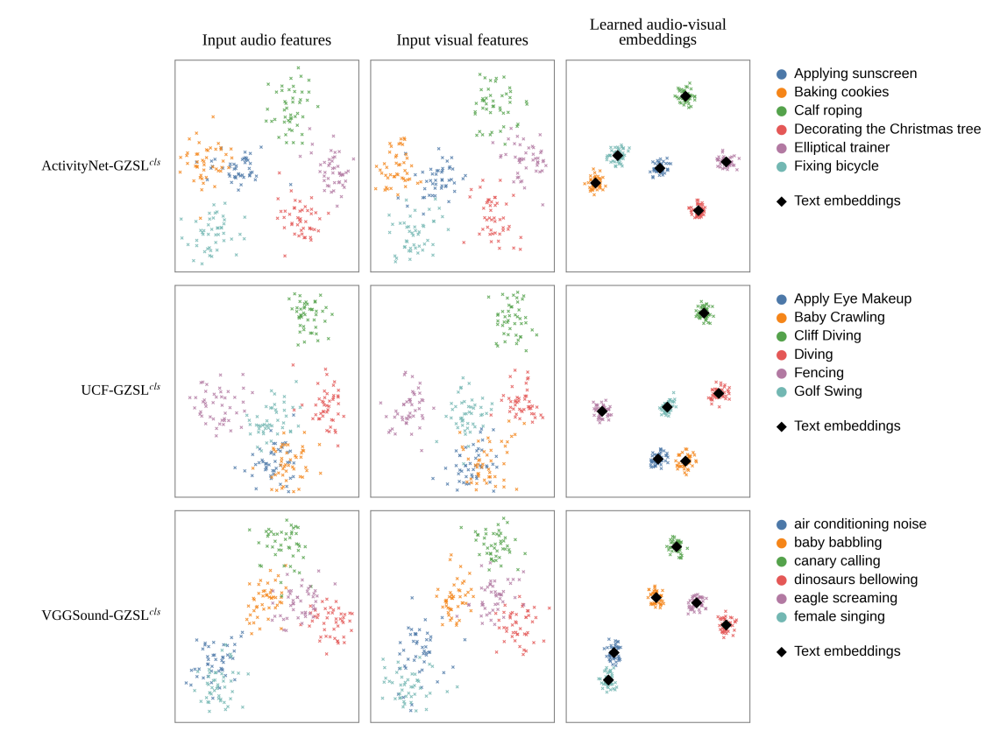 Input audio features
Input visual features
Learned audio-visual
embeddings
ActivityNet-GZSL^cls
Applying sunscreen
Baking cookies
Calf roping
Decorating the Christmas tree
Elliptical trainer
Fixing bicycle
Text embeddings
UCF-GZSL^cls
Apply Eye Makeup
Baby Crawling
Cliff Diving
Diving
Fencing
Golf Swing
Text embeddings
VGGSound-GZSL^cls
air conditioning noise
baby babbling
canary calling
dinosaurs bellowing
eagle screaming
female singing
Text embeddings